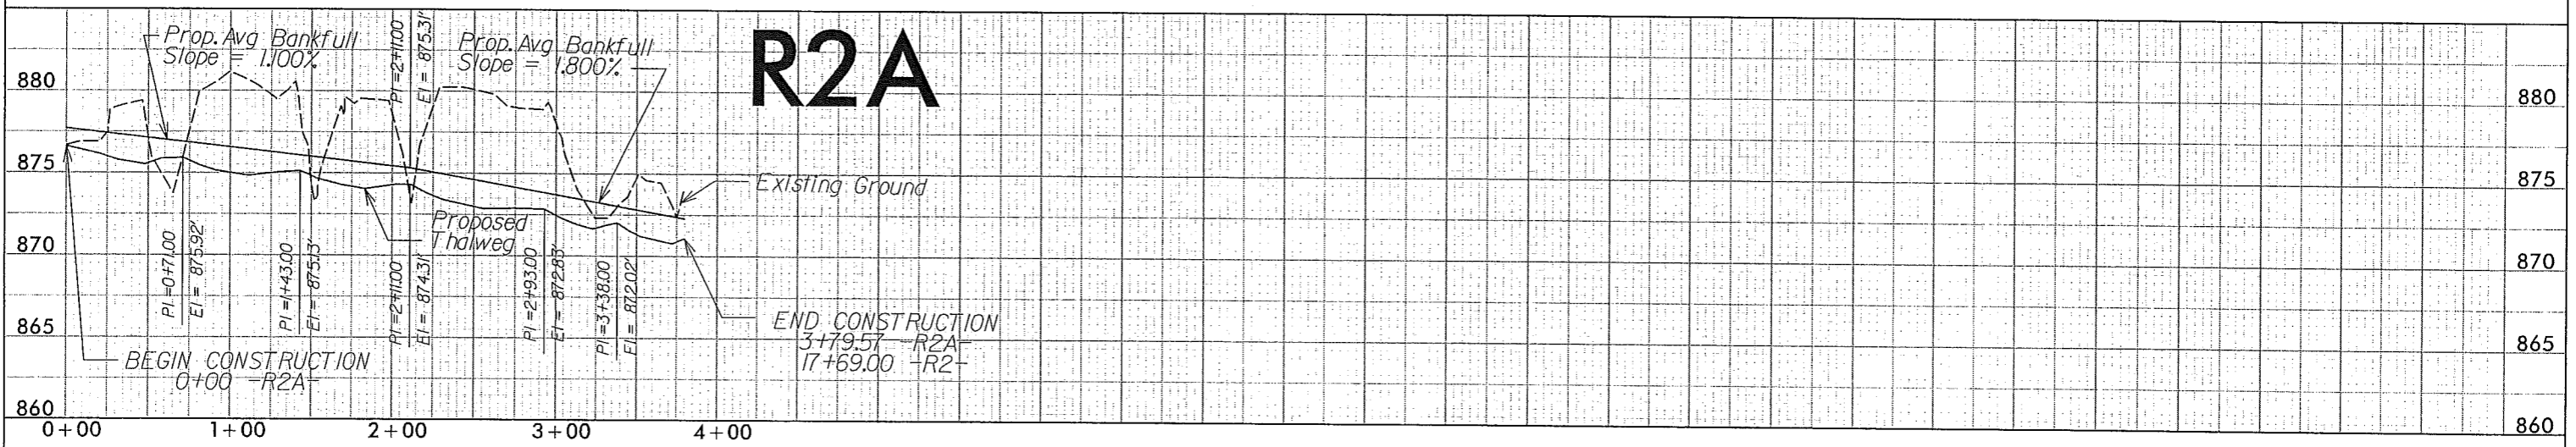 R2A
Prop. Avg Bankfull
Slope = 1.100%
PI =2+11.00
El = 875.31'
Prop. Avg Bankfull
Slope = 1.800%
880
880
875
875
870
870
865
865
860
860
Existing Ground
Proposed
Thalweg
PI =0+71.00
El = 875.92'
PI =1+43.00
El = 875.13'
PI =2+11.00
El = 874.31'
PI =2+93.00
El = 872.83'
PI =3+38.00
El = 872.02'
BEGIN CONSTRUCTION
0+00 -R2A-
END CONSTRUCTION
3+79.57 -R2A-
17+69.00 -R2-
0+00
1+00
2+00
3+00
4+00